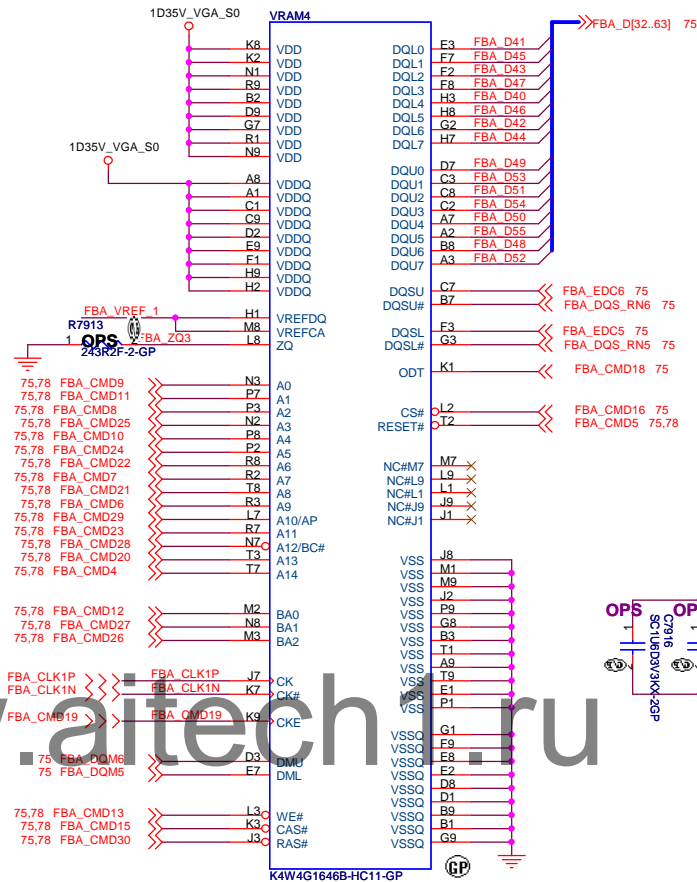 1D35V_VGA_S0
VRAM4
K8 VDD DQL0 E3 FBA_D41
FBA_D[32..63] 75
K2 VDD DQL1 F7 FBA_D45
N1 VDD DQL2 F2 FBA_D43
R9 VDD DQL3 F8 FBA_D47
B2 VDD DQL4 H3 FBA_D40
D9 VDD DQL5 H8 FBA_D46
G7 VDD DQL6 G2 FBA_D42
R1 VDD DQL7 H7 FBA_D44
N9 VDD
1D35V_VGA_S0
A8 VDDQ DQU0 D7 FBA_D49
A1 VDDQ DQU1 C3 FBA_D53
C1 VDDQ DQU2 C8 FBA_D51
C9 VDDQ DQU3 C2 FBA_D54
D2 VDDQ DQU4 A7 FBA_D50
E9 VDDQ DQU5 A2 FBA_D55
F1 VDDQ DQU6 B8 FBA_D48
H9 VDDQ DQU7 A3 FBA_D52
H2 VDDQ
DQSU C7 FBA_EDC6 75
DQSU# B7 FBA_DQS_RN6 75
FBA_VREF_1 H1 VREFDQ
M8 VREFCA
R7913
1 OPS FBA_ZQ3 L8 ZQ
243R2F-2-GP
DQSL F3 FBA_EDC5 75
DQSL# G3 FBA_DQS_RN5 75
ODT K1 FBA_CMD18 75
75,78 FBA_CMD9 N3 A0
75,78 FBA_CMD11 P7 A1
75,78 FBA_CMD8 P3 A2
75,78 FBA_CMD25 N2 A3
75,78 FBA_CMD10 P8 A4
75,78 FBA_CMD24 P2 A5
75,78 FBA_CMD22 R8 A6
75,78 FBA_CMD7 R2 A7
75,78 FBA_CMD21 T8 A8
75,78 FBA_CMD6 R3 A9
75,78 FBA_CMD29 L7 A10/AP
75,78 FBA_CMD23 R7 A11
75,78 FBA_CMD28 N7 A12/BC#
75,78 FBA_CMD20 T3 A13
75,78 FBA_CMD4 T7 A14
CS# L2 FBA_CMD16 75
RESET# T2 FBA_CMD5 75,78
NC#M7 M7
NC#L9 L9
NC#L1 L1
NC#J9 J9
NC#J1 J1
VSS J8
VSS M1
VSS M9
VSS J2
VSS P9
VSS G8
VSS B3
VSS T1
VSS A9
VSS T9
VSS E1
VSS P1
75,78 FBA_CMD12 M2 BA0
75,78 FBA_CMD27 N8 BA1
75,78 FBA_CMD26 M3 BA2
FBA_CLK1P FBA_CLK1P J7 CK
FBA_CLK1N FBA_CLK1N K7 CK#
FBA_CMD19 FBA_CMD19 K9 CKE
75 FBA_DQM6 D3 DMU
75 FBA_DQM5 E7 DML
VSSQ G1
VSSQ F9
VSSQ E8
VSSQ E2
VSSQ D8
VSSQ D1
VSSQ B9
VSSQ B1
VSSQ G9
75,78 FBA_CMD13 L3 WE#
75,78 FBA_CMD15 K3 CAS#
75,78 FBA_CMD30 J3 RAS#
K4W4G1646B-HC11-GP
GP
OPS
OP
1
C7916
SC1U6D3V3KX-2GP
1
w.aitech1.ru